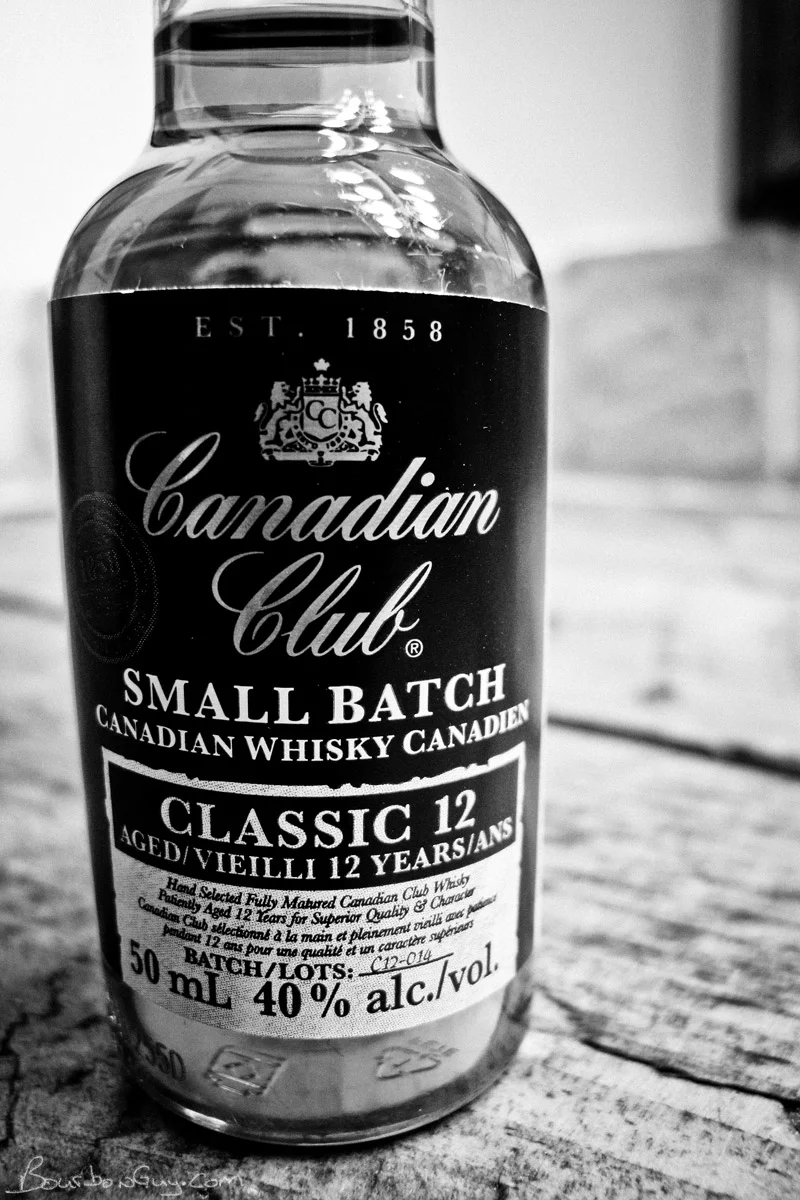 EST. 1858
CC
Canadian
Club®
SMALL BATCH
CANADIAN WHISKY CANADIEN
CLASSIC 12
AGED/VIEILLI 12 YEARS/ANS
Hand Selected Fully Matured Canadian Club Whisky
Patiently Aged 12 Years for Superior Quality & Character
Canadian Club sélectionné à la main et pleinement vieilli avec patience
pendant 12 ans pour une qualité et un caractère supérieurs
BATCH/LOTS: C12-014
50 mL 40% alc./vol.
BourbonGuy.com